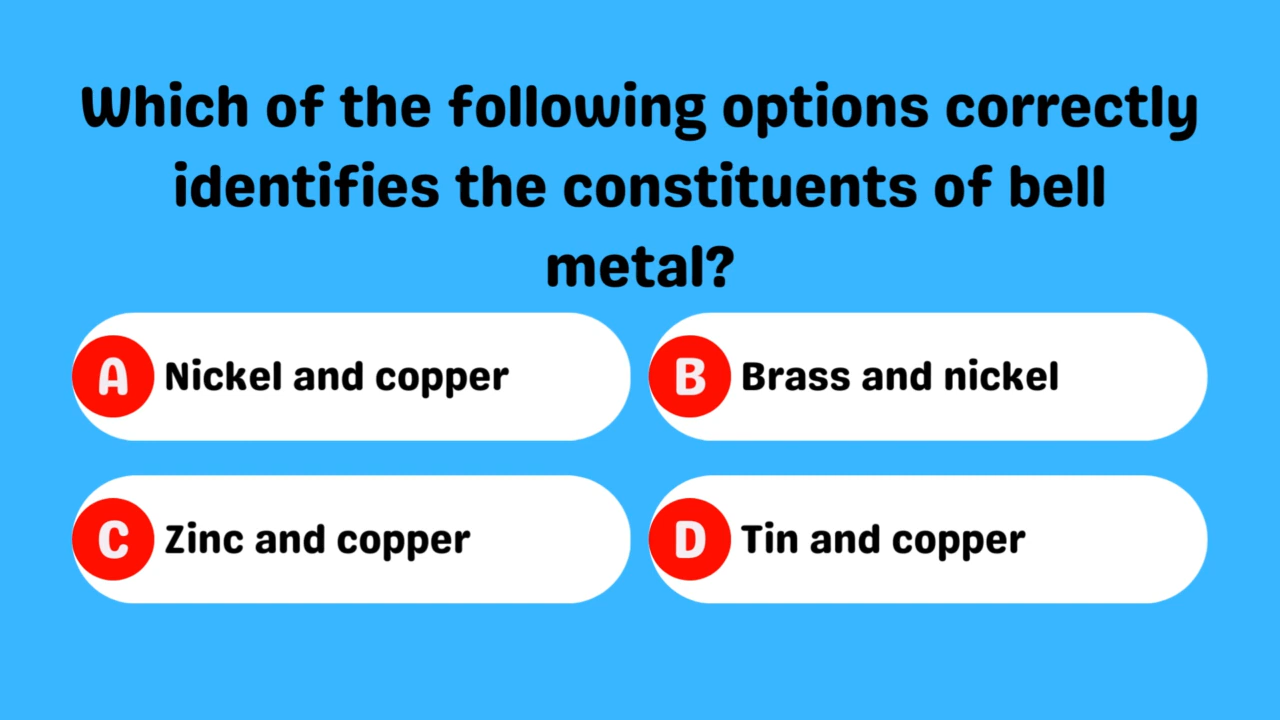 Which of the following options correctly
identifies the constituents of bell
metal?
A Nickel and copper
B Brass and nickel
C Zinc and copper
D Tin and copper